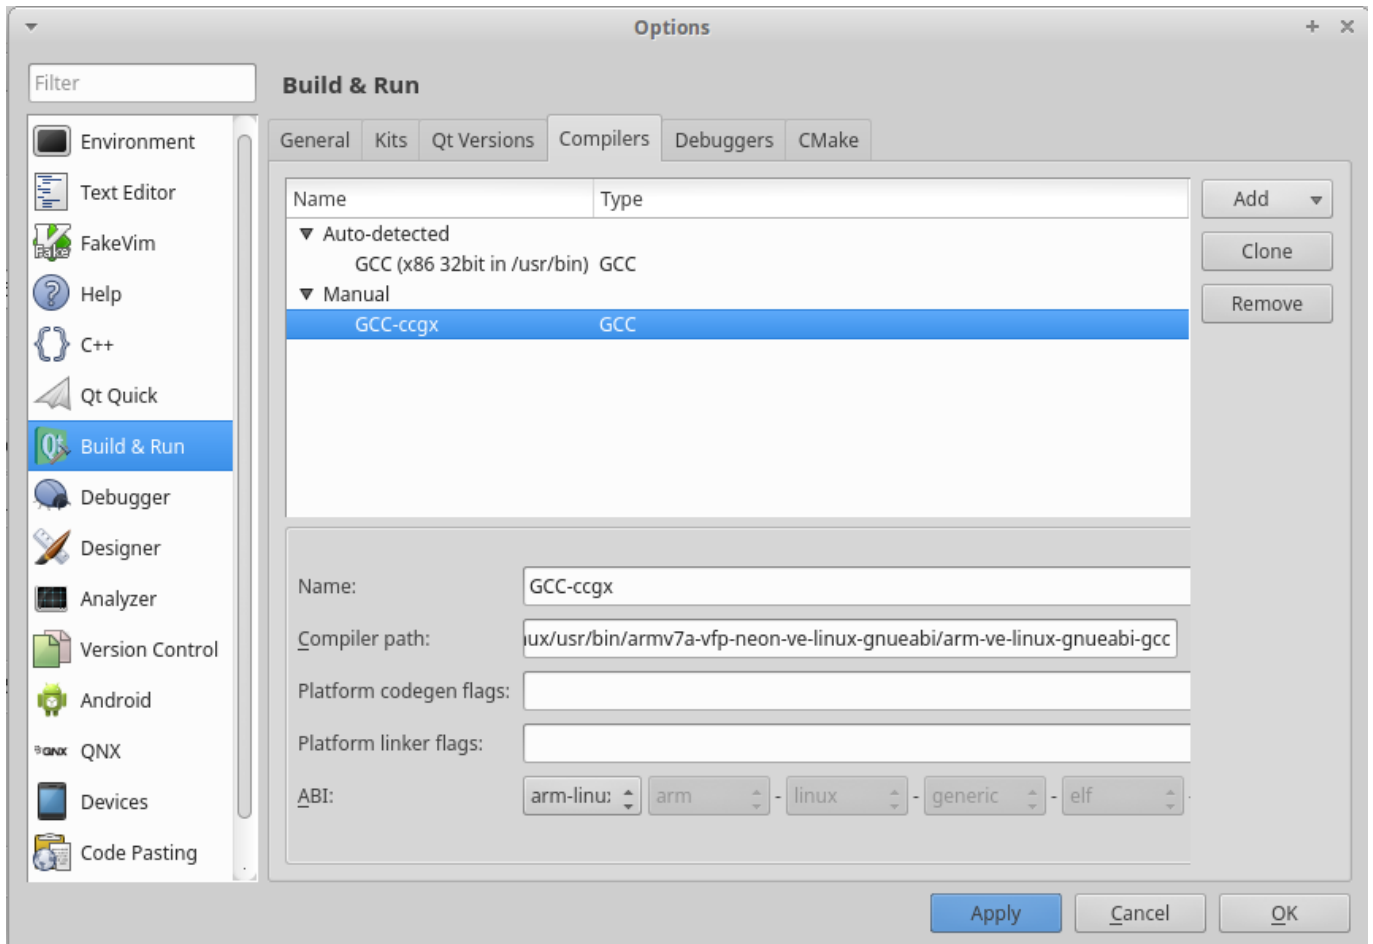 Options
Filter
Build & Run
Environment
Text Editor
FakeVim
Help
C++
Qt Quick
Build & Run
Debugger
Designer
Analyzer
Version Control
Android
QNX
Devices
Code Pasting
General Kits Qt Versions Compilers Debuggers CMake
Name Type
Auto-detected
GCC (x86 32bit in /usr/bin) GCC
Manual
GCC-ccgx GCC
Add
Clone
Remove
Name: GCC-ccgx
Compiler path: ux/usr/bin/armv7a-vfp-neon-ve-linux-gnueabi/arm-ve-linux-gnueabi-gcc
Platform codegen flags:
Platform linker flags:
ABI: arm-linu arm - linux - generic - elf -
Apply Cancel OK